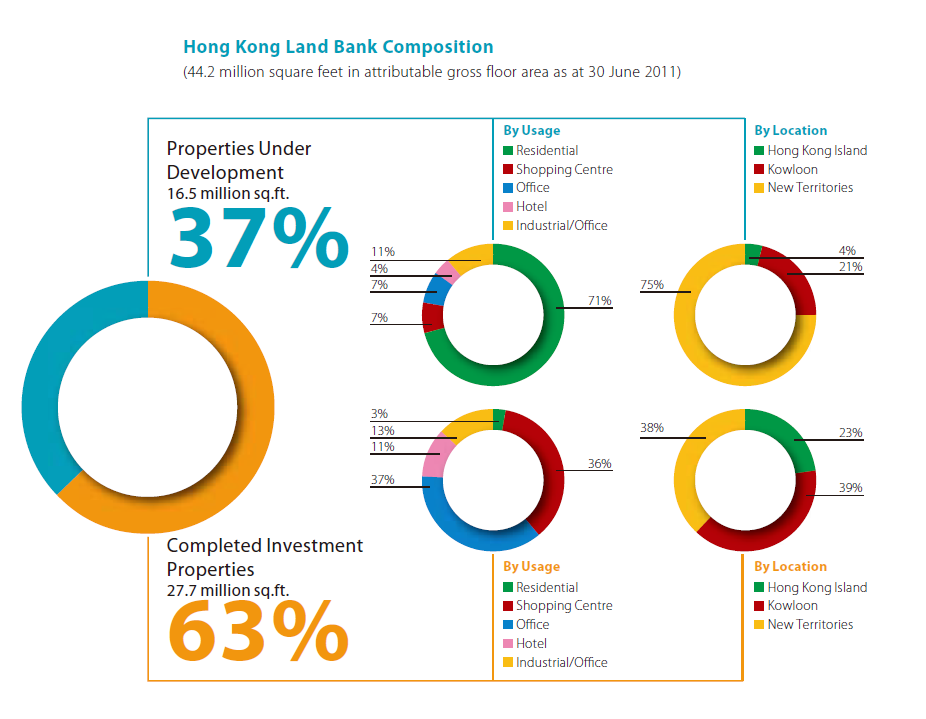 Hong Kong Land Bank Composition
(44.2 million square feet in attributable gross floor area as at 30 June 2011)
Properties Under
Development
16.5 million sq.ft.
37%
By Usage
Residential
Shopping Centre
Office
Hotel
Industrial/Office
By Location
Hong Kong Island
Kowloon
New Territories
11%
4%
7%
7%
71%
4%
21%
75%
3%
13%
11%
37%
36%
38%
23%
39%
Completed Investment
Properties
27.7 million sq.ft.
63%
By Usage
Residential
Shopping Centre
Office
Hotel
Industrial/Office
By Location
Hong Kong Island
Kowloon
New Territories